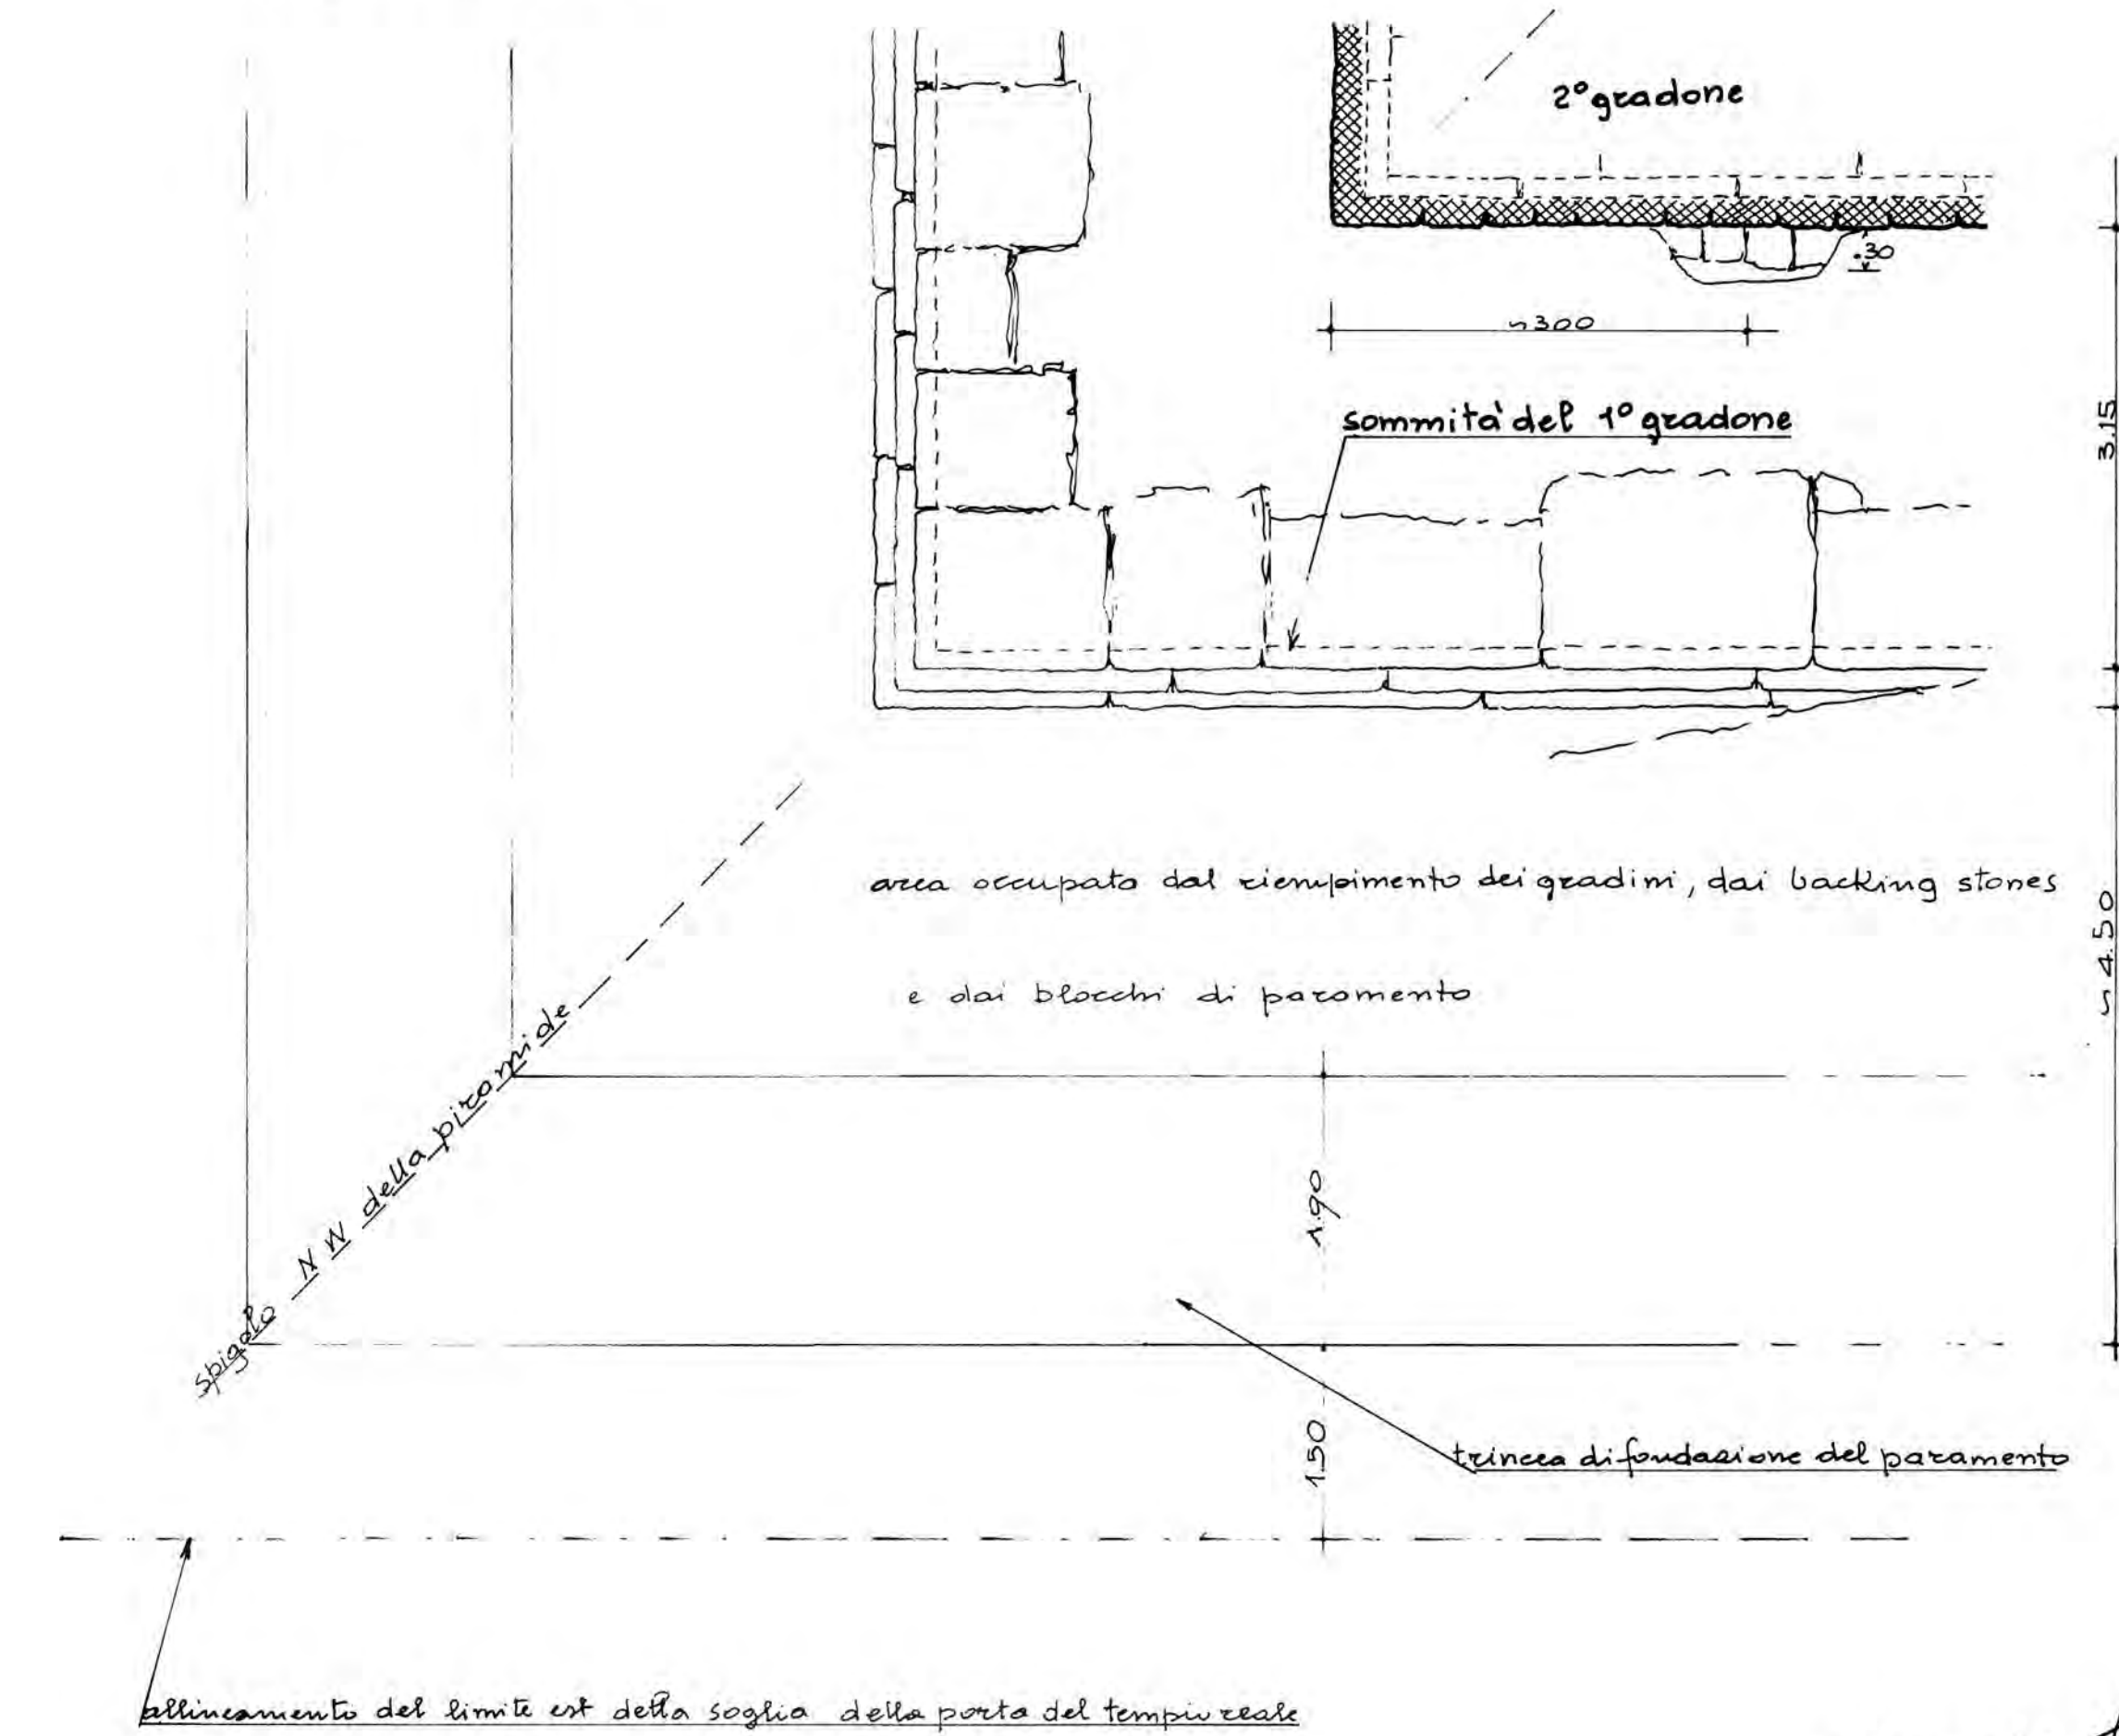 2° gradone
.30
~300
sommità del 1° gradone
3.15
area occupata dal riempimento dei gradini, dai backing stones
e dai blocchi di paramento
~4.50
spigolo NW della piramide
1.90
1.50
trincea di fondazione del paramento
allineamento del limite est della soglia della porta del tempio reale